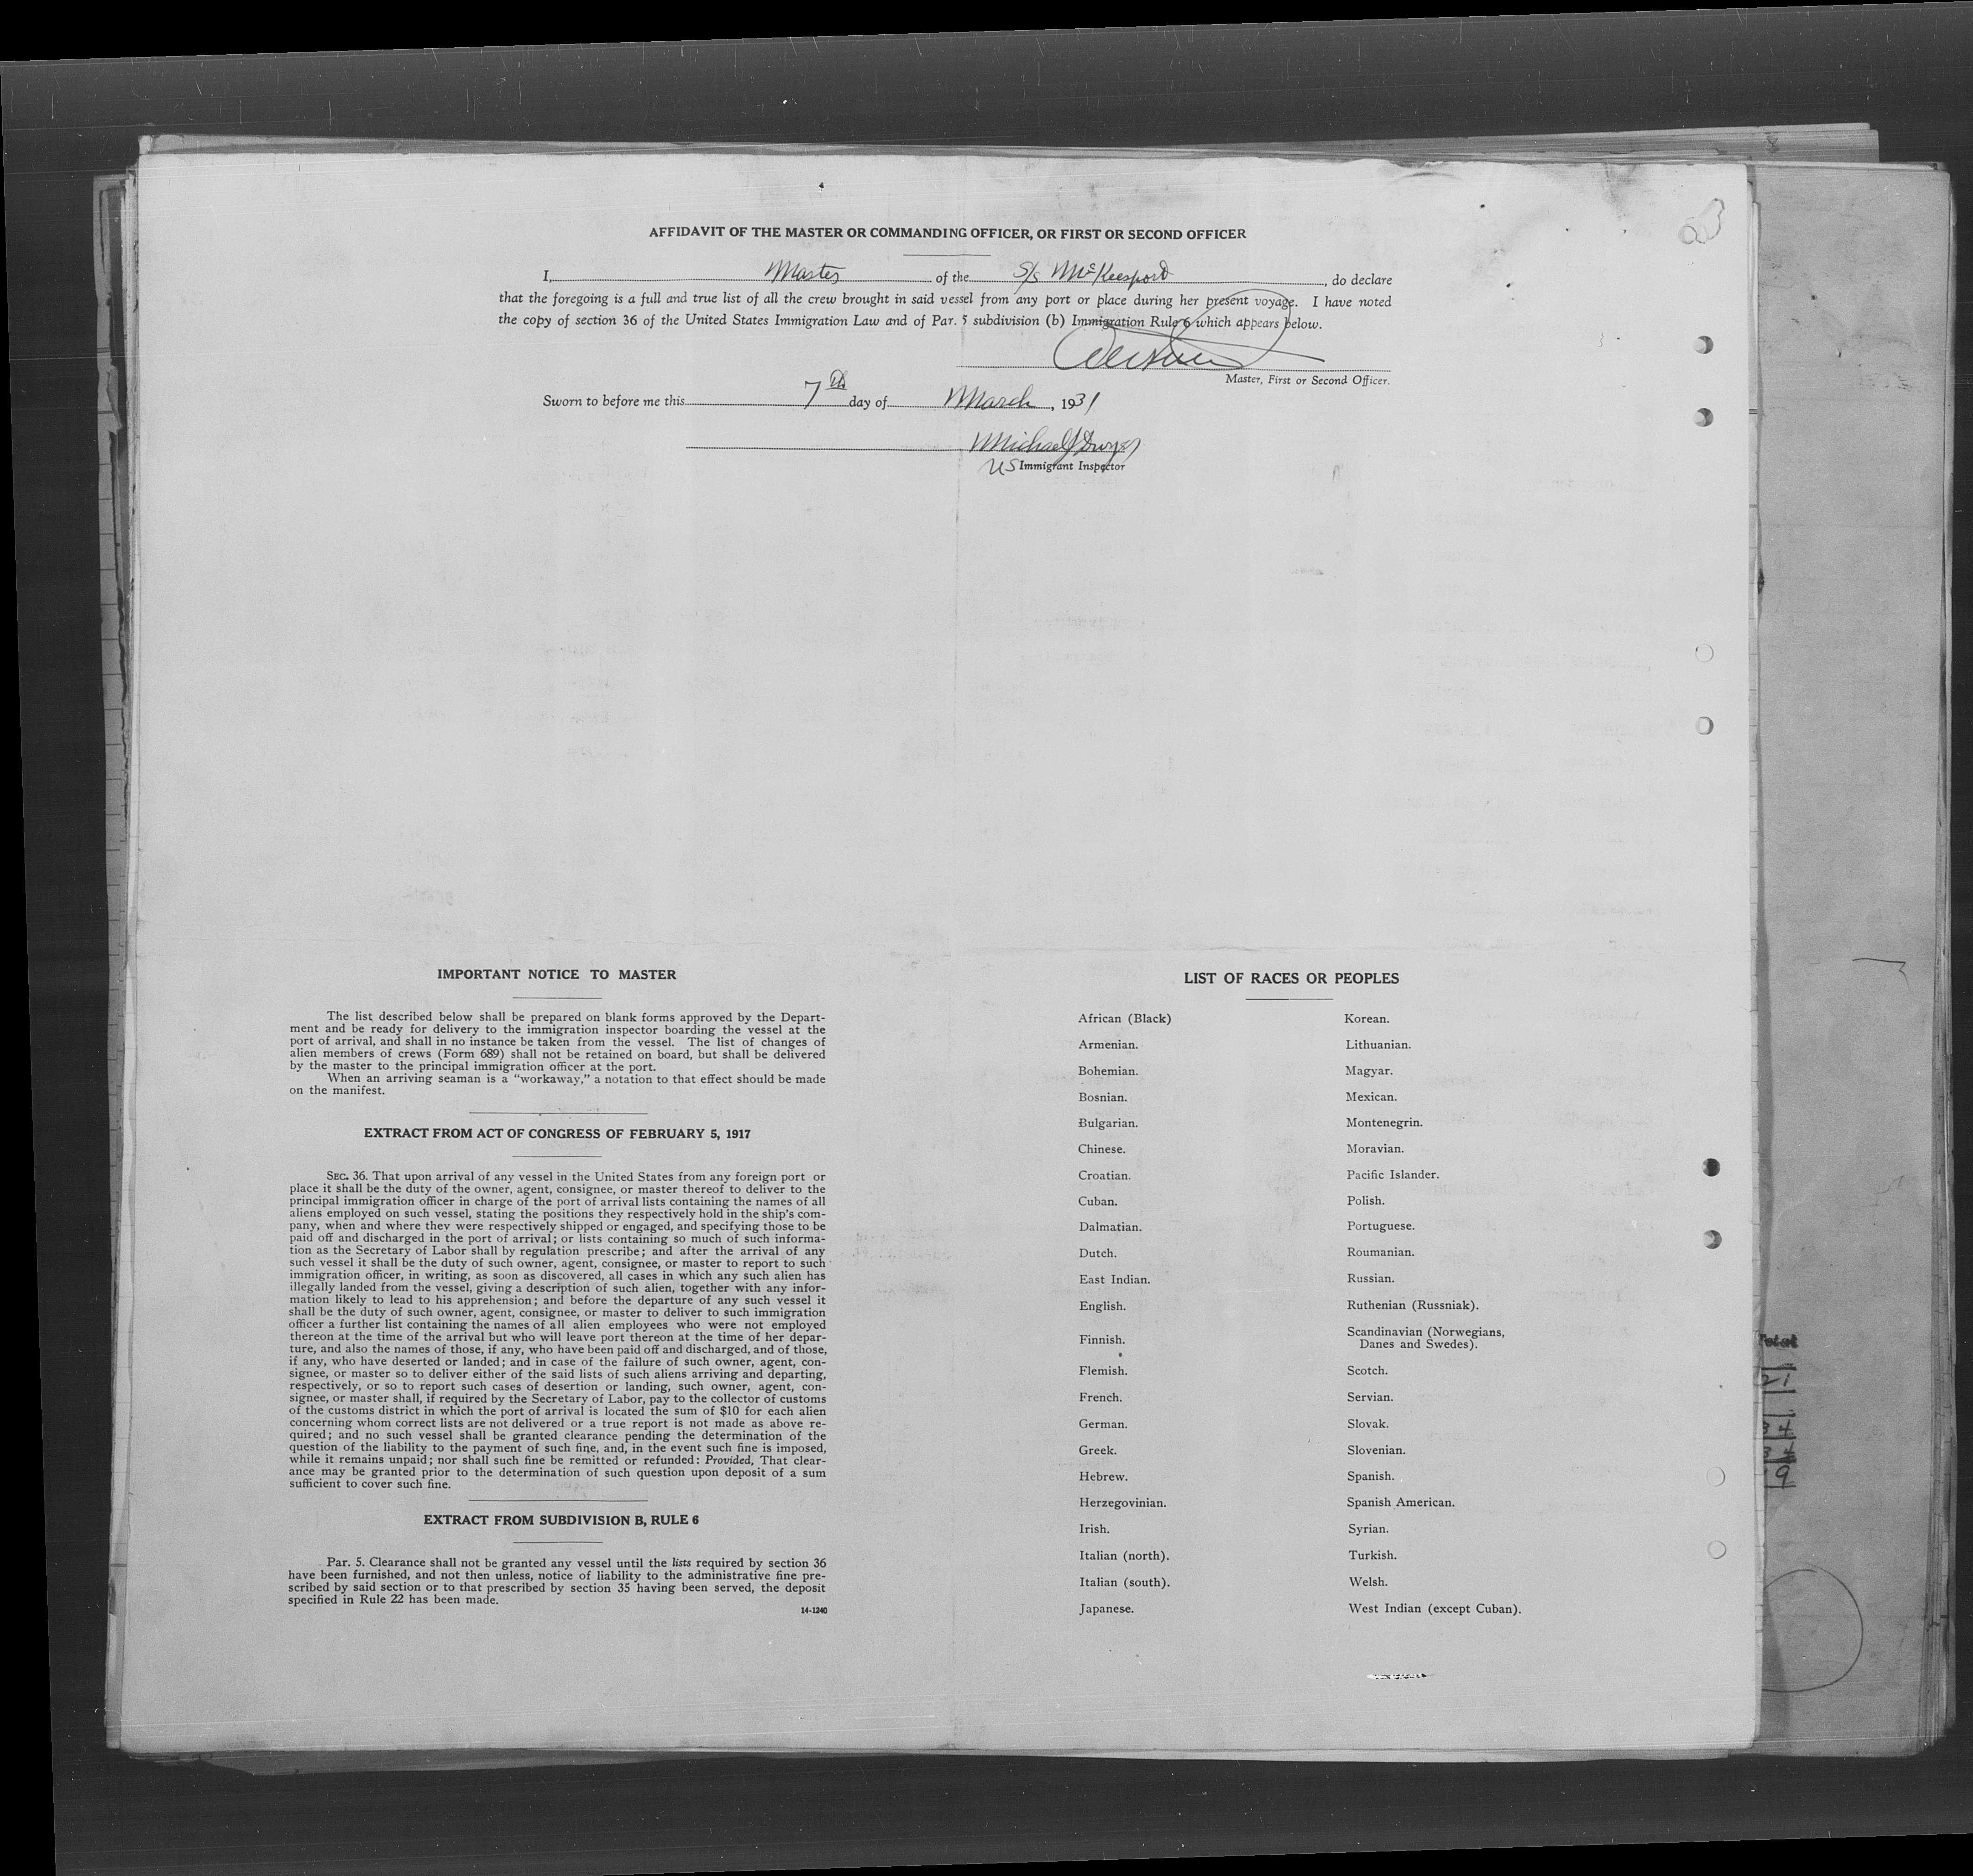 AFFIDAVIT OF THE MASTER OR COMMANDING OFFICER, OR FIRST OR SECOND OFFICER
I, Master of the S/S McKeesport, do declare
that the foregoing is a full and true list of all the crew brought in said vessel from any port or place during her present voyage. I have noted
the copy of section 36 of the United States Immigration Law and of Par. 5 subdivision (b) Immigration Rule 6 which appears below.
Master, First or Second Officer.
Sworn to before me this 7th day of March, 1931
Michael J Dwyer
US Immigrant Inspector
IMPORTANT NOTICE TO MASTER
The list described below shall be prepared on blank forms approved by the Depart-
ment and be ready for delivery to the immigration inspector boarding the vessel at the
port of arrival, and shall in no instance be taken from the vessel. The list of changes of
alien members of crews (Form 689) shall not be retained on board, but shall be delivered
by the master to the principal immigration officer at the port.
When an arriving seaman is a “workaway,” a notation to that effect should be made
on the manifest.
EXTRACT FROM ACT OF CONGRESS OF FEBRUARY 5, 1917
SEC. 36. That upon arrival of any vessel in the United States from any foreign port or
place it shall be the duty of the owner, agent, consignee, or master thereof to deliver to the
principal immigration officer in charge of the port of arrival lists containing the names of all
aliens employed on such vessel, stating the positions they respectively hold in the ship's com-
pany, when and where they were respectively shipped or engaged, and specifying those to be
paid off and discharged in the port of arrival; or lists containing so much of such informa-
tion as the Secretary of Labor shall by regulation prescribe; and after the arrival of any
such vessel it shall be the duty of such owner, agent, consignee, or master to report to such
immigration officer, in writing, as soon as discovered, all cases in which any such alien has
illegally landed from the vessel, giving a description of such alien, together with any infor-
mation likely to lead to his apprehension; and before the departure of any such vessel it
shall be the duty of such owner, agent, consignee, or master to deliver to such immigration
officer a further list containing the names of all alien employees who were not employed
thereon at the time of the arrival but who will leave port thereon at the time of her depar-
ture, and also the names of those, if any, who have been paid off and discharged, and of those,
if any, who have deserted or landed; and in case of the failure of such owner, agent, con-
signee, or master so to deliver either of the said lists of such aliens arriving and departing,
respectively, or so to report such cases of desertion or landing, such owner, agent, con-
signee, or master shall, if required by the Secretary of Labor, pay to the collector of customs
of the customs district in which the port of arrival is located the sum of $10 for each alien
concerning whom correct lists are not delivered or a true report is not made as above re-
quired; and no such vessel shall be granted clearance pending the determination of the
question of the liability to the payment of such fine, and, in the event such fine is imposed,
while it remains unpaid; nor shall such fine be remitted or refunded: Provided, That clear-
ance may be granted prior to the determination of such question upon deposit of a sum
sufficient to cover such fine.
EXTRACT FROM SUBDIVISION B, RULE 6
Par. 5. Clearance shall not be granted any vessel until the lists required by section 36
have been furnished, and not then unless, notice of liability to the administrative fine pre-
scribed by said section or to that prescribed by section 35 having been served, the deposit
specified in Rule 22 has been made.
14-1240
LIST OF RACES OR PEOPLES
African (Black)
Armenian.
Bohemian.
Bosnian.
Bulgarian.
Chinese.
Croatian.
Cuban.
Dalmatian.
Dutch.
East Indian.
English.
Finnish.
Flemish.
French.
German.
Greek.
Hebrew.
Herzegovinian.
Irish.
Italian (north).
Italian (south).
Japanese.
Korean.
Lithuanian.
Magyar.
Mexican.
Montenegrin.
Moravian.
Pacific Islander.
Polish.
Portuguese.
Roumanian.
Russian.
Ruthenian (Russniak).
Scandinavian (Norwegians,
Danes and Swedes).
Scotch.
Servian.
Slovak.
Slovenian.
Spanish.
Spanish American.
Syrian.
Turkish.
Welsh.
West Indian (except Cuban).
Total